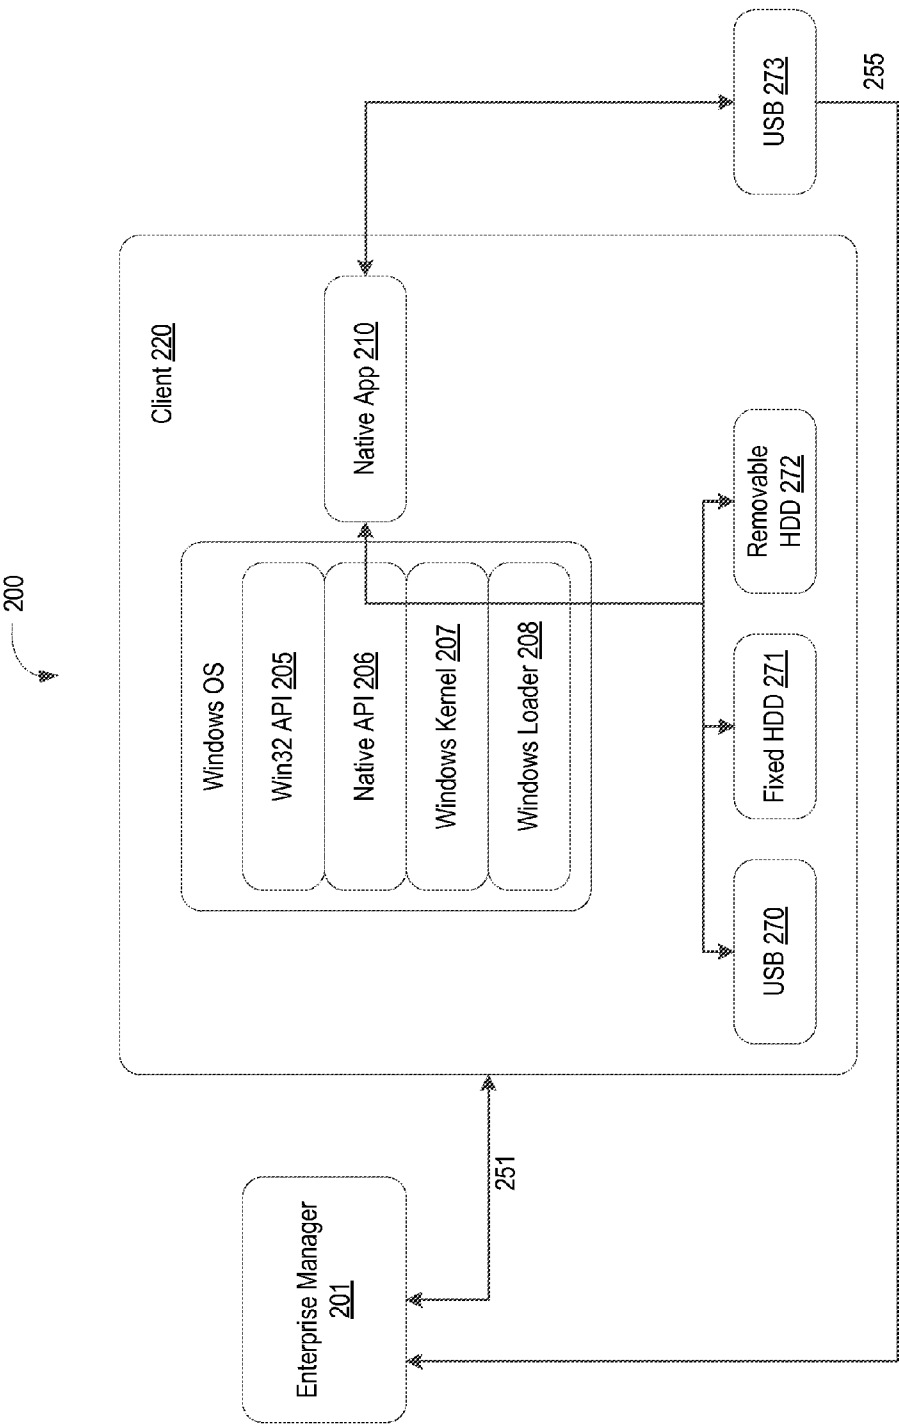 200
Client 220
Windows OS
Win32 API 205
Native API 206
Windows Kernel 207
Windows Loader 208
Native App 210
Enterprise Manager
201
251
USB 270
Fixed HDD 271
Removable
HDD 272
USB 273
255